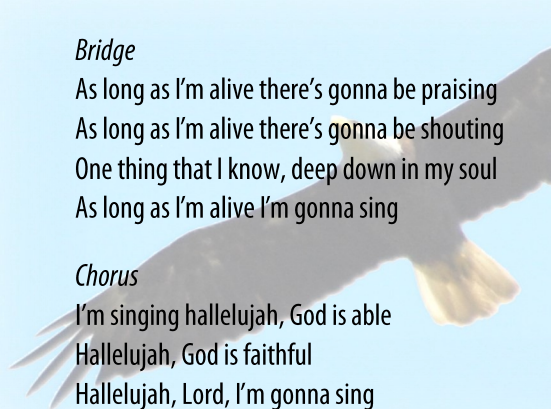 Bridge
As long as I’m alive there’s gonna be praising
As long as I’m alive there’s gonna be shouting
One thing that I know, deep down in my soul
As long as I’m alive I’m gonna sing
Chorus
I’m singing hallelujah, God is able
Hallelujah, God is faithful
Hallelujah, Lord, I’m gonna sing